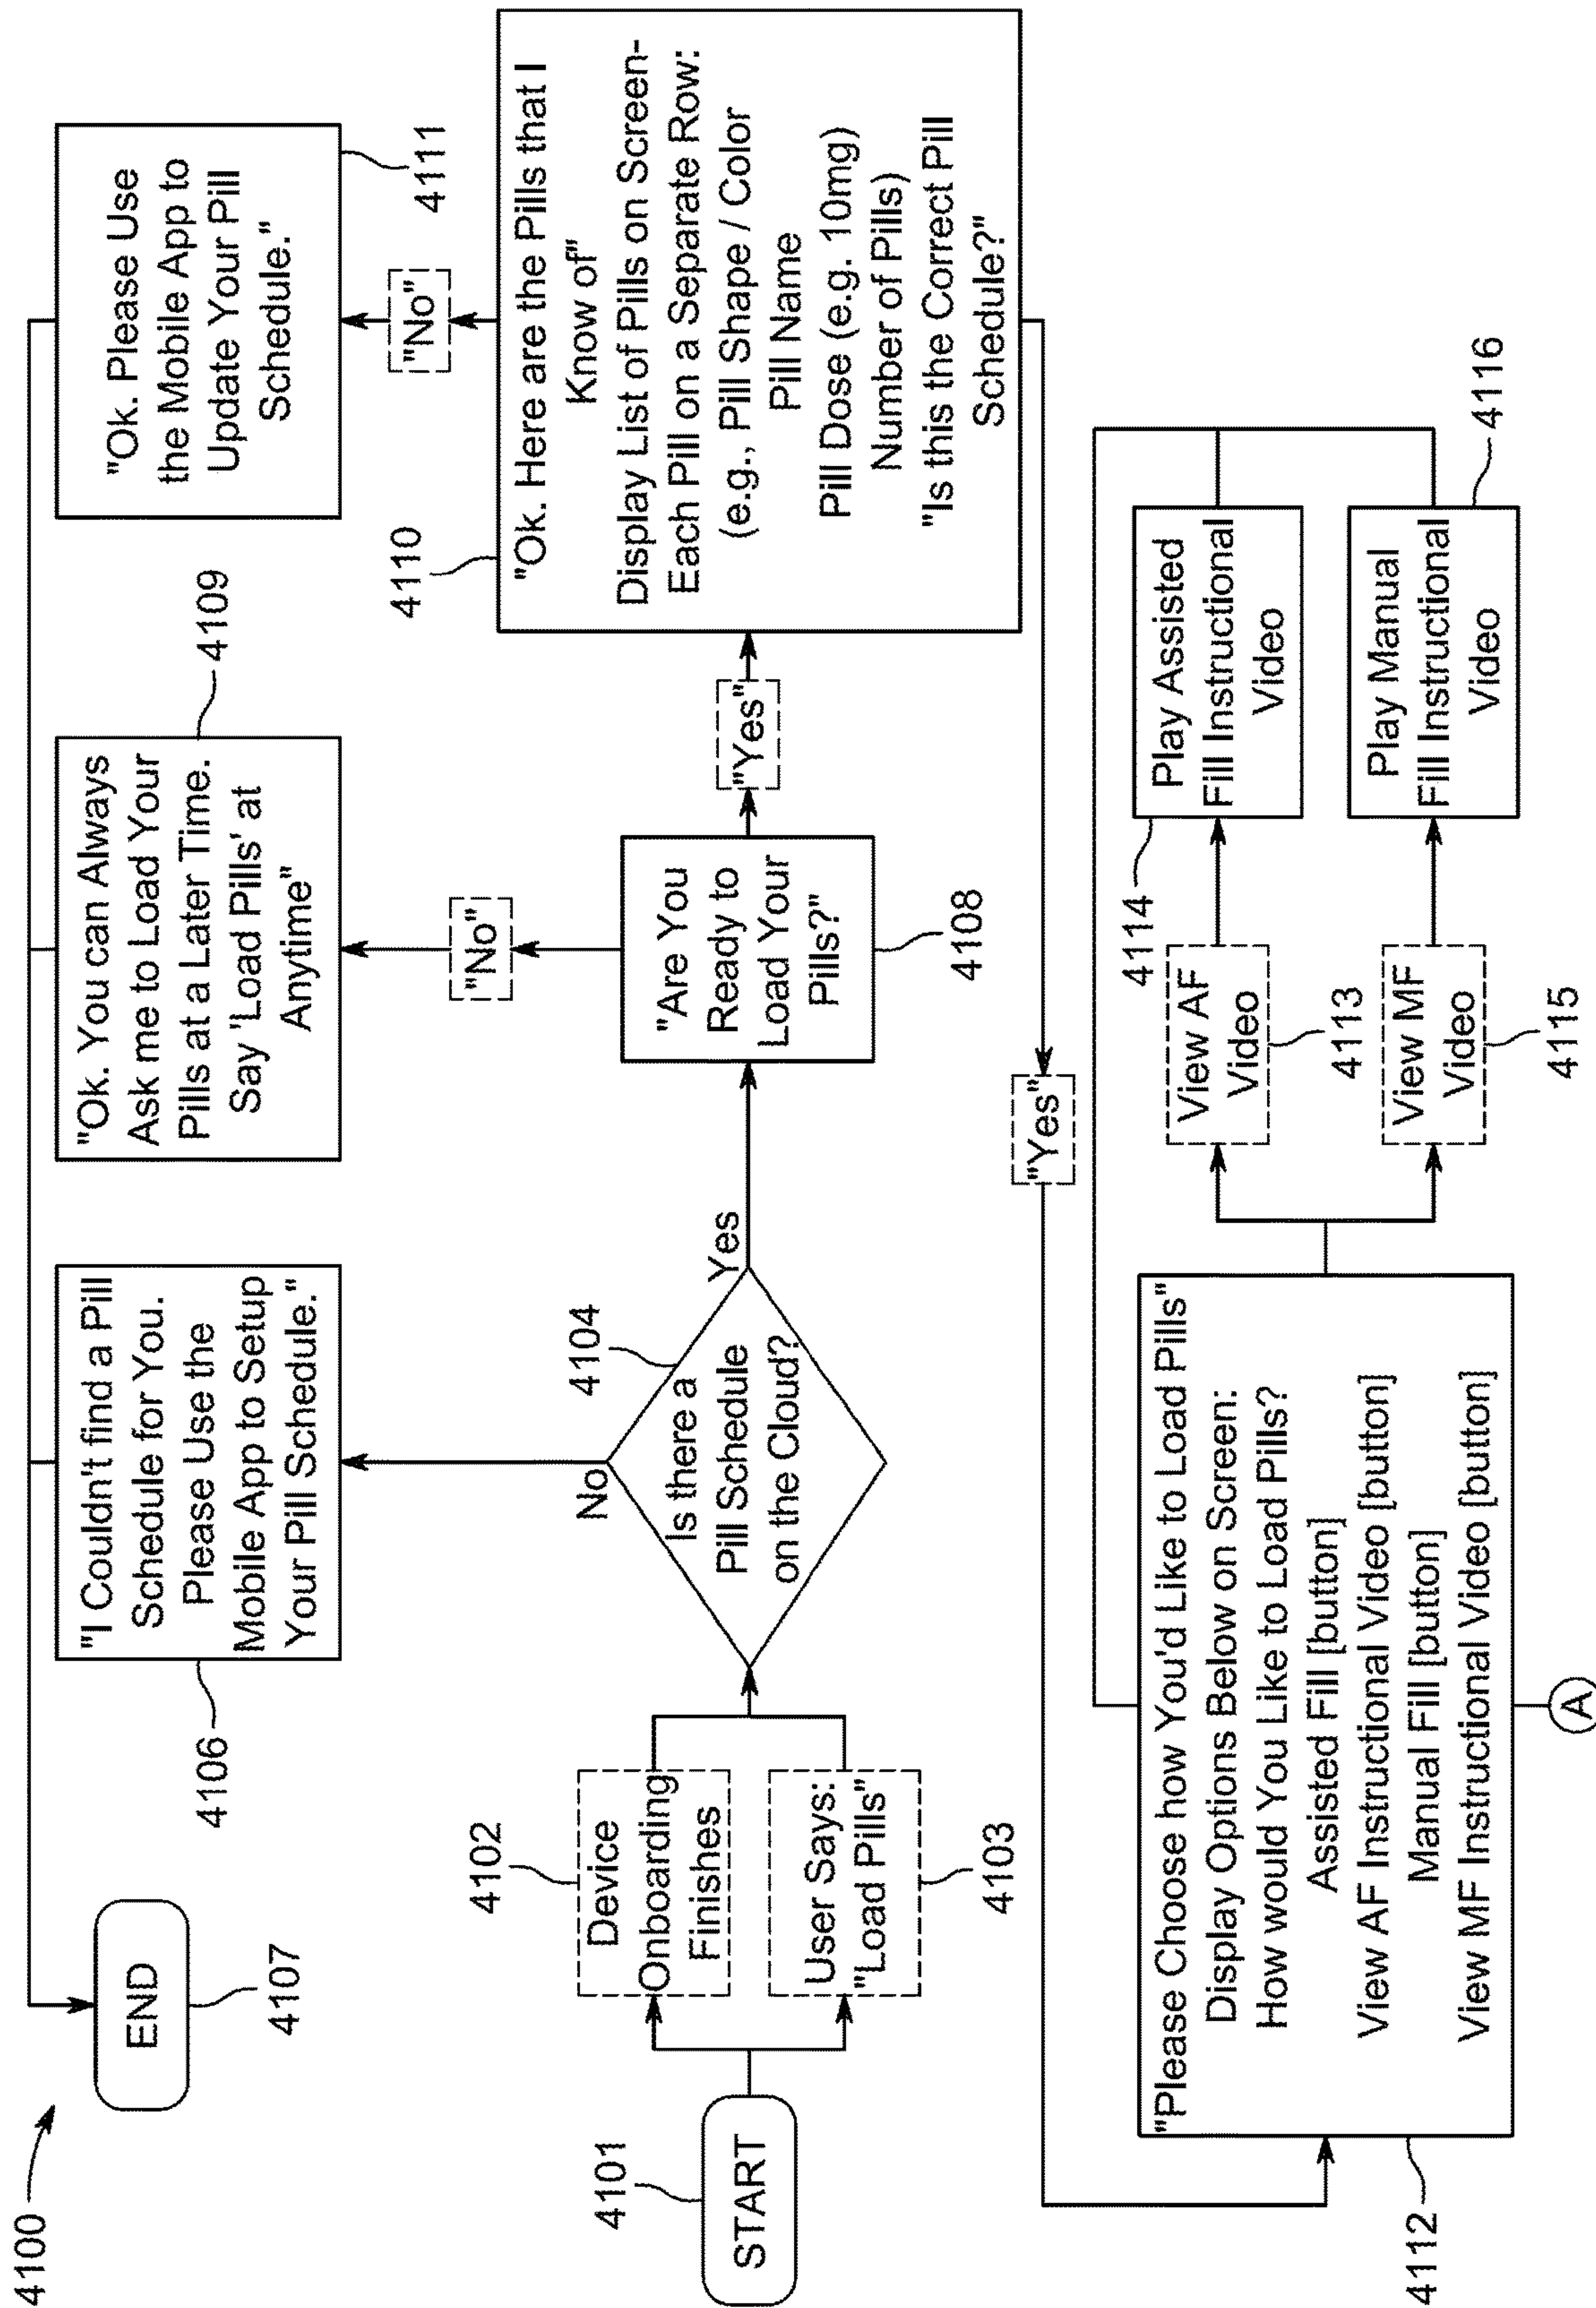 4100
END
4107
"I Couldn't find a Pill
Schedule for You.
Please Use the
Mobile App to Setup
Your Pill Schedule."
4106
"Ok. You can Always
Ask me to Load Your
Pills at a Later Time.
Say 'Load Pills' at
Anytime"
4109
"Ok. Please Use
the Mobile App to
Update Your Pill
Schedule."
4111
START
4101
Device
Onboarding
Finishes
4102
User Says:
"Load Pills"
4103
Is there a
Pill Schedule
on the Cloud?
4104
No
Yes
"Are You
Ready to
Load Your
Pills?"
4108
"No"
"Yes"
4110
"Ok. Here are the Pills that I
Know of"
Display List of Pills on Screen-
Each Pill on a Separate Row:
(e.g., Pill Shape / Color
Pill Name
Pill Dose (e.g. 10mg)
Number of Pills)
"Is this the Correct Pill
Schedule?"
"No"
"Yes"
"Please Choose how You'd Like to Load Pills"
Display Options Below on Screen:
How would You Like to Load Pills?
Assisted Fill [button]
View AF Instructional Video [button]
Manual Fill [button]
View MF Instructional Video [button]
4112
A
View AF
Video
4113
Play Assisted
Fill Instructional
Video
4114
View MF
Video
4115
Play Manual
Fill Instructional
Video
4116